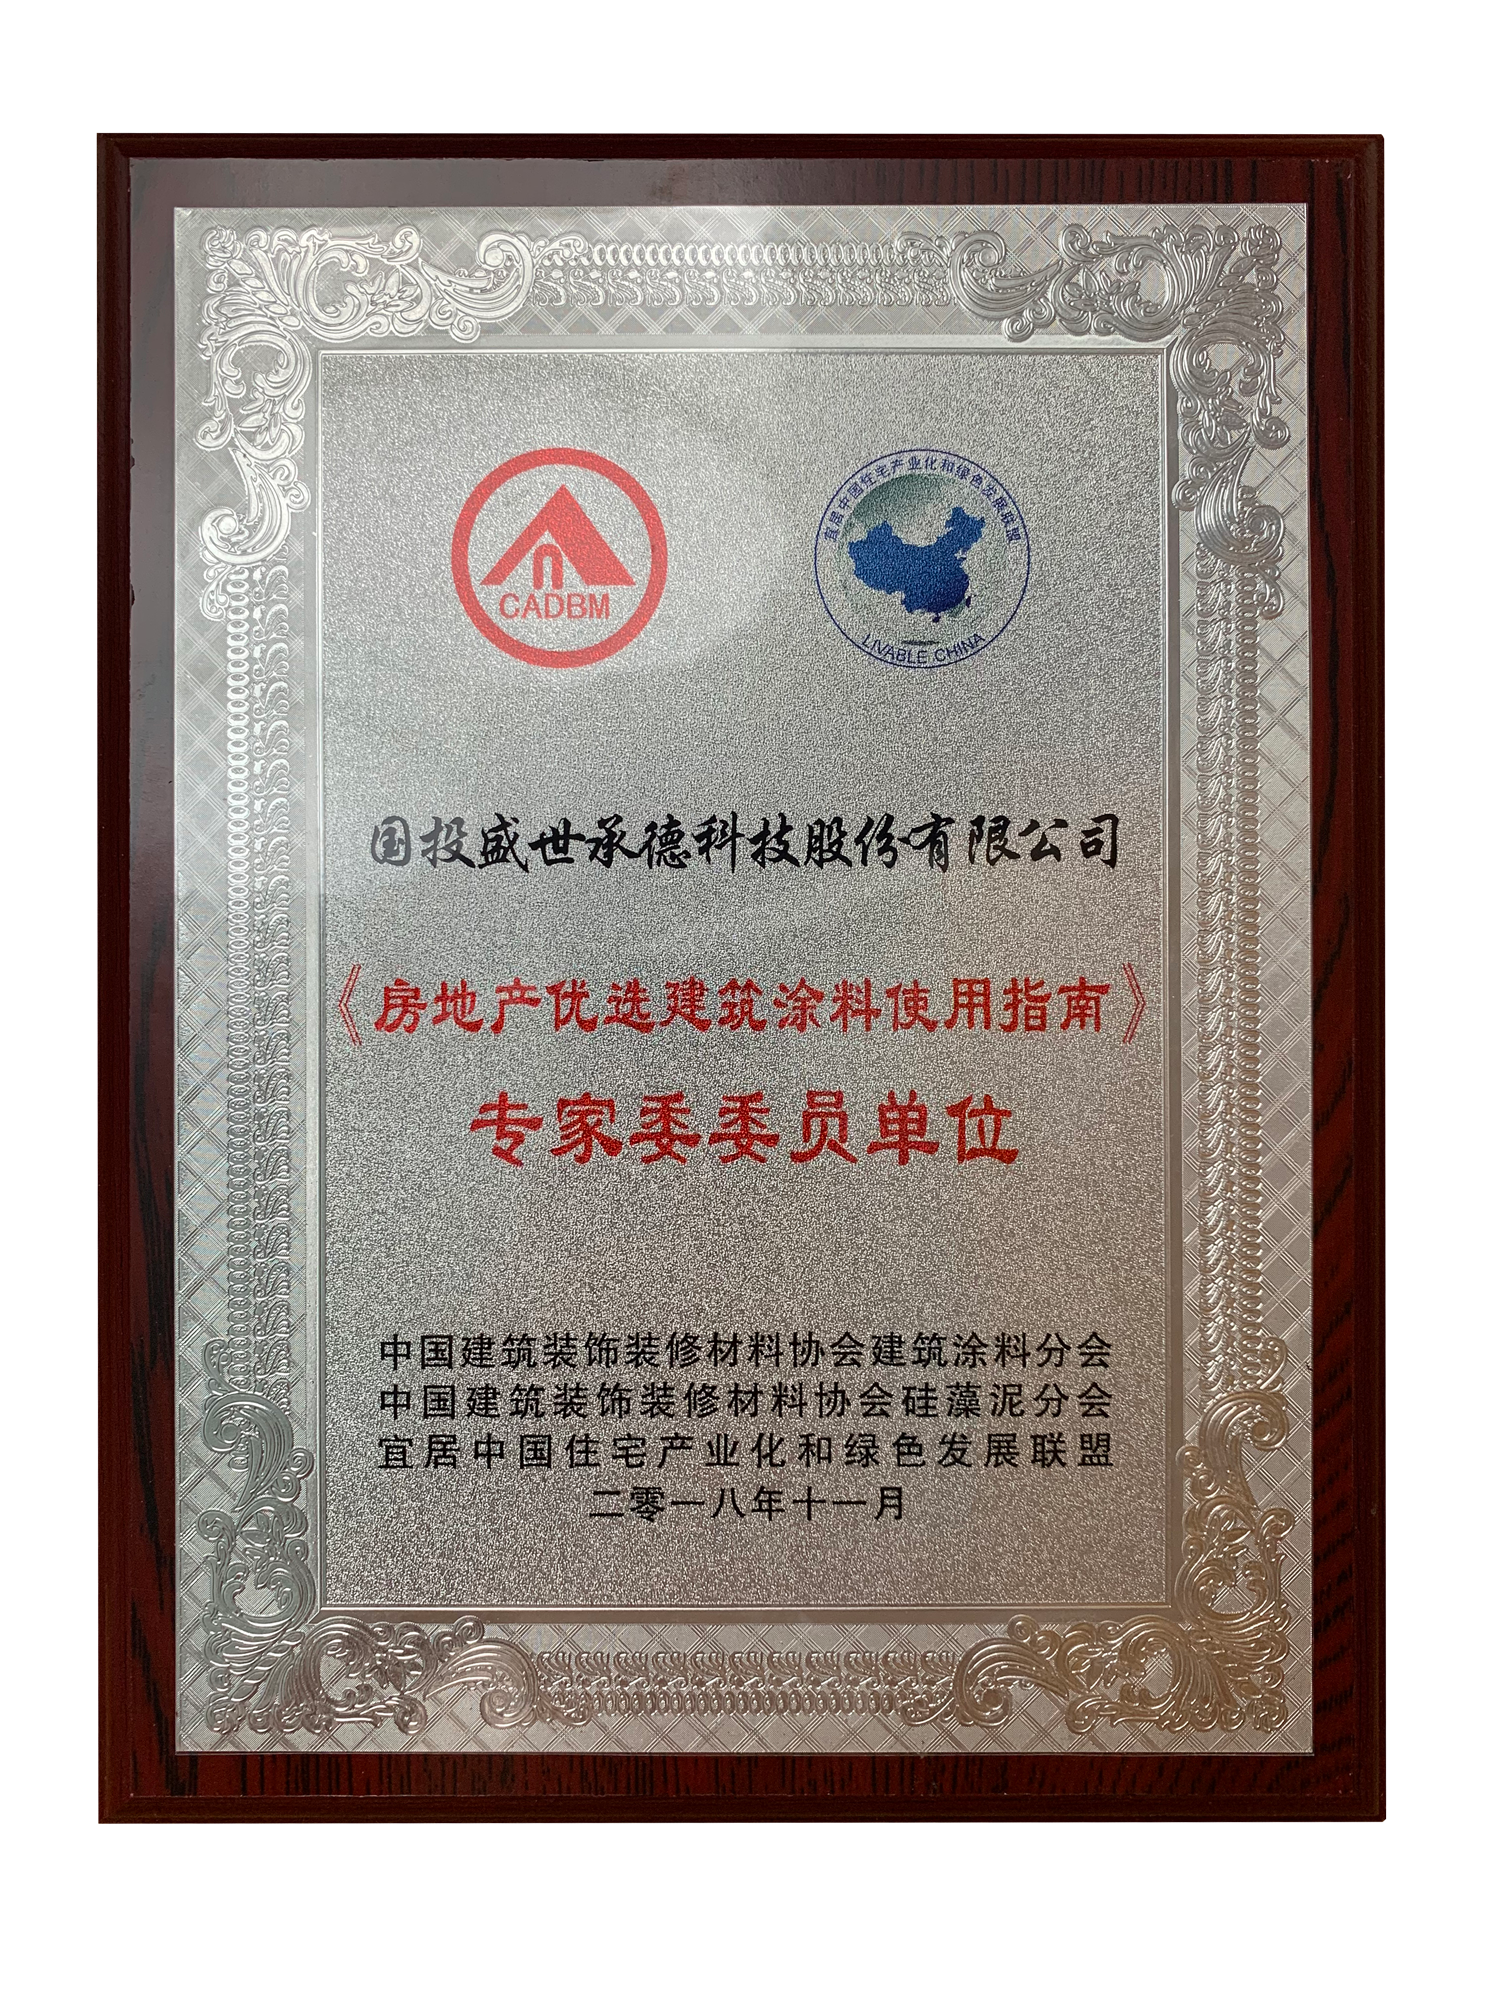 CADBM
宜居中国住宅产业化和绿色发展联盟
LIVABLE CHINA
国投盛世承德科技股份有限公司
《房地产优选建筑涂料使用指南》
专家委委员单位
中国建筑装饰装修材料协会建筑涂料分会
中国建筑装饰装修材料协会硅藻泥分会
宜居中国住宅产业化和绿色发展联盟
二零一八年十一月